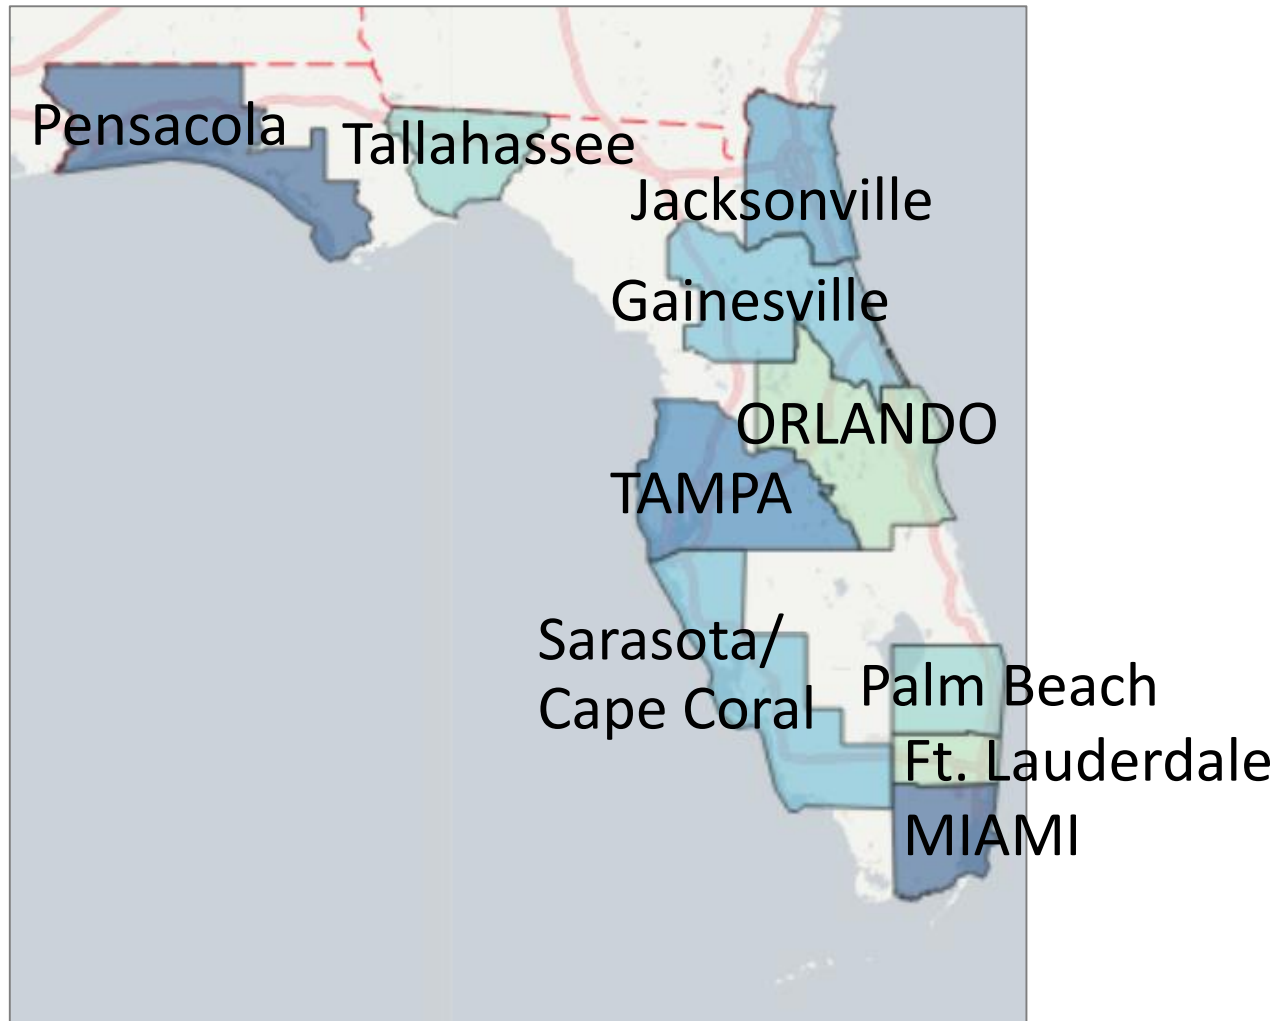 Pensacola
Tallahassee
Jacksonville
Gainesville
ORLANDO
TAMPA
Sarasota/
Cape Coral
Palm Beach
Ft. Lauderdale
MIAMI